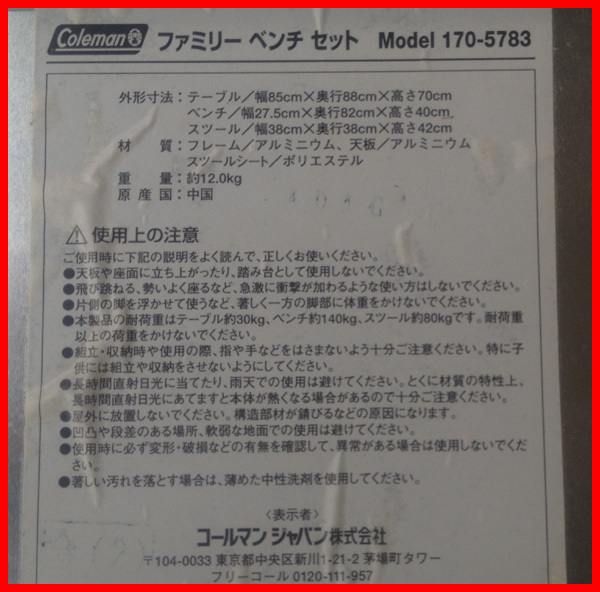 Coleman ファミリー ベンチ セット Model 170-5783
外形寸法：テーブル／幅85cm×奥行88cm×高さ70cm
ベンチ／幅27.5cm×奥行82cm×高さ40cm
スツール／幅38cm×奥行38cm×高さ42cm
材　　質：フレーム／アルミニウム、天板／アルミニウム
スツールシート／ポリエステル
重　　量：約12.0kg
原 産 国：中国
⚠使用上の注意
ご使用時に下記の説明をよく読んで、正しくお使いください。
●天板や座面に立ち上がったり、踏み台として使用しないでください。
●飛び跳ねる、勢いよく座るなど、急激に衝撃が加わるような使い方はしないでください。
●片側の脚を浮かせて使うなど、著しく一方の脚部に体重をかけないでください。
●本製品の耐荷重はテーブル約30kg、ベンチ約140kg、スツール約80kgです。耐荷重
以上の荷重をかけないでください。
●組立・収納時や使用の際、指や手などをはさまないよう十分ご注意ください。特に子
供には組立や収納をさせないようにしてください。
●長時間直射日光に当てたり、雨天での使用は避けてください。とくに材質の特性上、
長時間直射日光にあてますと本体が熱くなる場合があるので十分ご注意ください。
●屋外に放置しないでください。構造部材が錆びるなどの原因になります。
●凹凸や段差のある場所、軟弱な地面での使用は避けてください。
●使用時に必ず変形・破損などの有無を確認して、異常がある場合は使用しないでくだ
さい。
●著しい汚れを落とす場合は、薄めた中性洗剤を使用してください。
〈表示者〉
コールマン ジャパン株式会社
〒104-0033 東京都中央区新川1-21-2 茅場町タワー
フリーコール 0120-111-957